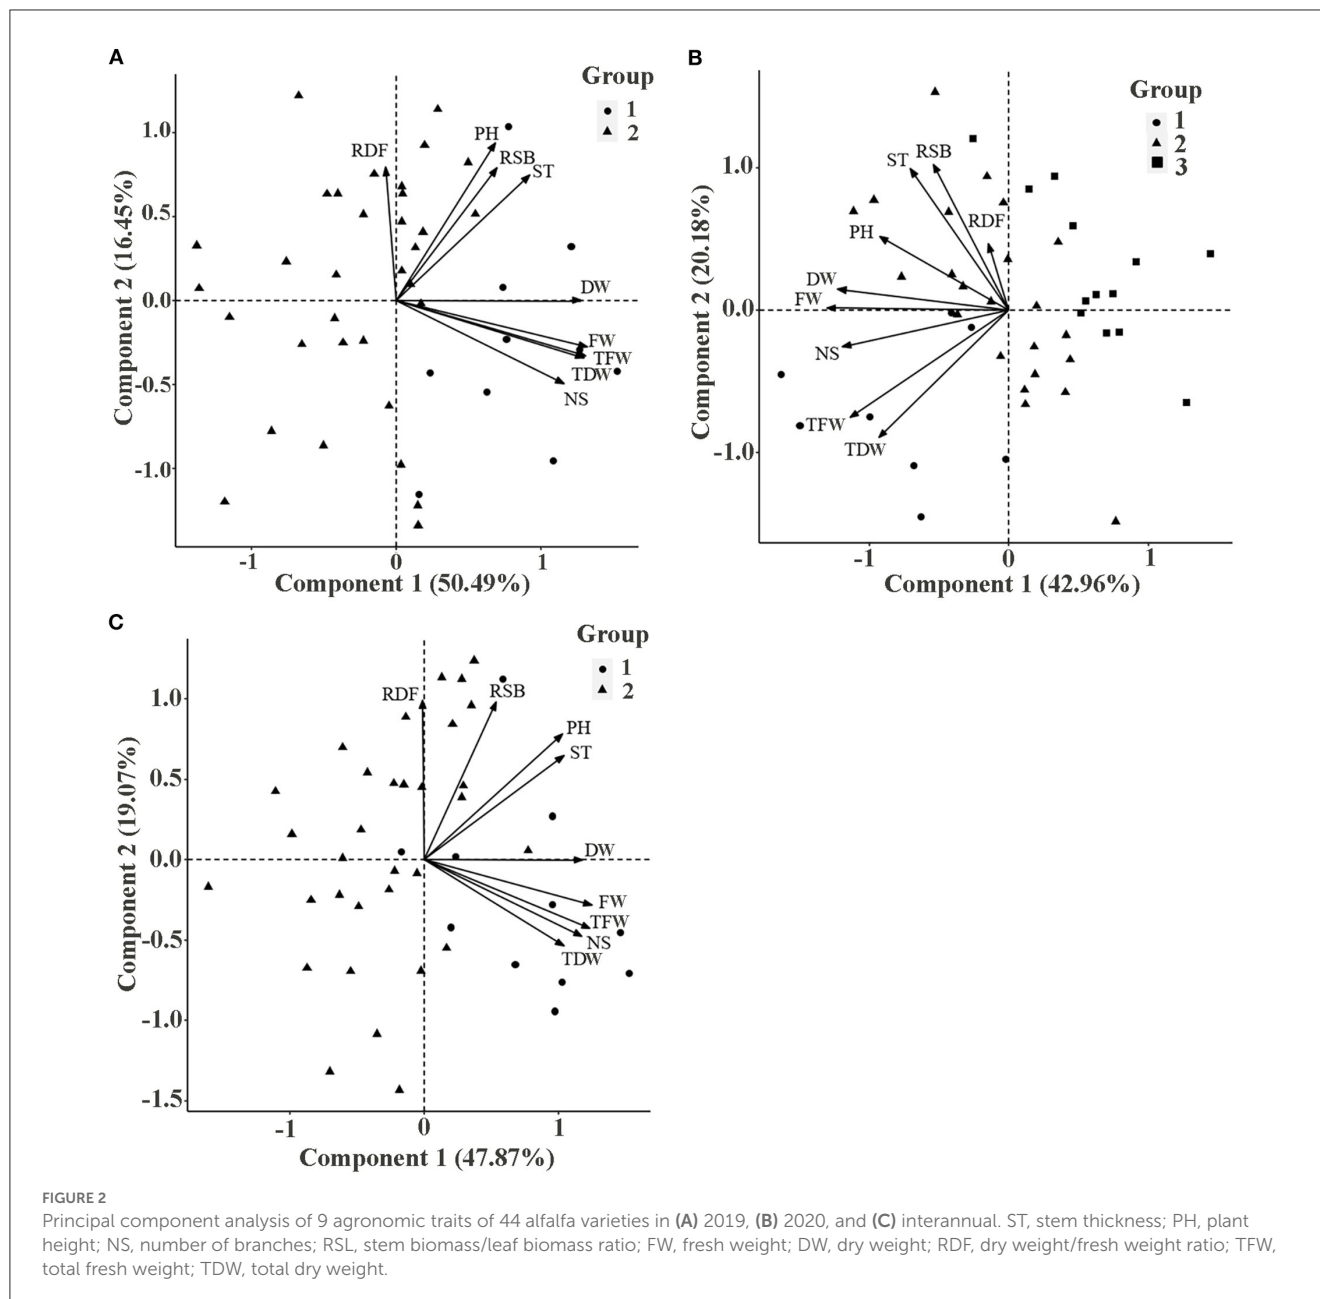 A
Group
1
2
1.0
0.5
0.0
-0.5
-1.0
Component 2 (16.45%)
RDF
PH
RSB
ST
DW
FW
TFW
TDW
NS
-1
0
1
Component 1 (50.49%)
B
Group
1
2
3
1.0
0.0
-1.0
Component 2 (20.18%)
ST
RSB
RDF
PH
DW
FW
NS
TFW
TDW
-1
0
1
Component 1 (42.96%)
C
Group
1
2
1.0
0.5
0.0
-0.5
-1.0
-1.5
Component 2 (19.07%)
RDF
RSB
PH
ST
DW
FW
TFW
NS
TDW
-1
0
1
Component 1 (47.87%)
FIGURE 2
Principal component analysis of 9 agronomic traits of 44 alfalfa varieties in (A) 2019, (B) 2020, and (C) interannual. ST, stem thickness; PH, plant
height; NS, number of branches; RSL, stem biomass/leaf biomass ratio; FW, fresh weight; DW, dry weight; RDF, dry weight/fresh weight ratio; TFW,
total fresh weight; TDW, total dry weight.